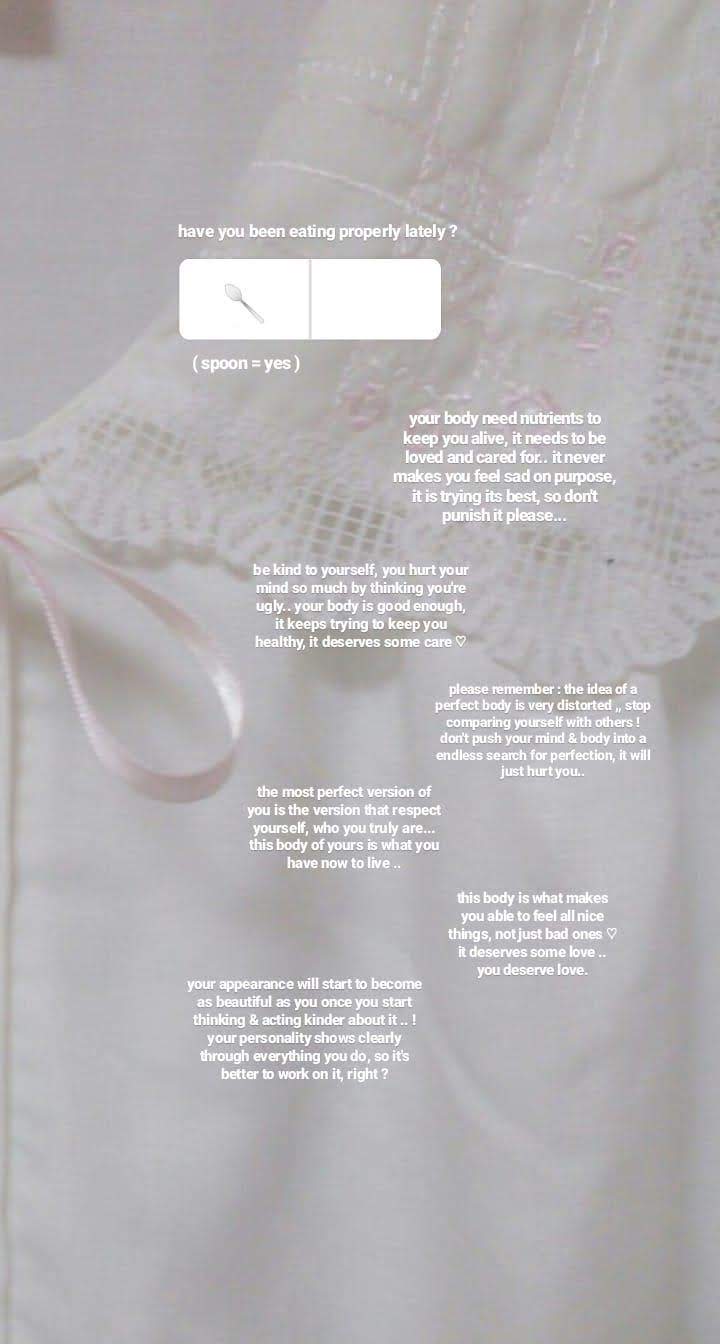 have you been eating properly lately ?
( spoon = yes )
your body need nutrients to
keep you alive, it needs to be
loved and cared for.. it never
makes you feel sad on purpose,
it is trying its best, so don't
punish it please...
be kind to yourself, you hurt your
mind so much by thinking you're
ugly.. your body is good enough,
it keeps trying to keep you
healthy, it deserves some care ♡
please remember : the idea of a
perfect body is very distorted ,, stop
comparing yourself with others !
don't push your mind & body into a
endless search for perfection, it will
just hurt you..
the most perfect version of
you is the version that respect
yourself, who you truly are...
this body of yours is what you
have now to live ..
this body is what makes
you able to feel all nice
things, not just bad ones ♡
it deserves some love ..
you deserve love.
your appearance will start to become
as beautiful as you once you start
thinking & acting kinder about it .. !
your personality shows clearly
through everything you do, so it's
better to work on it, right ?